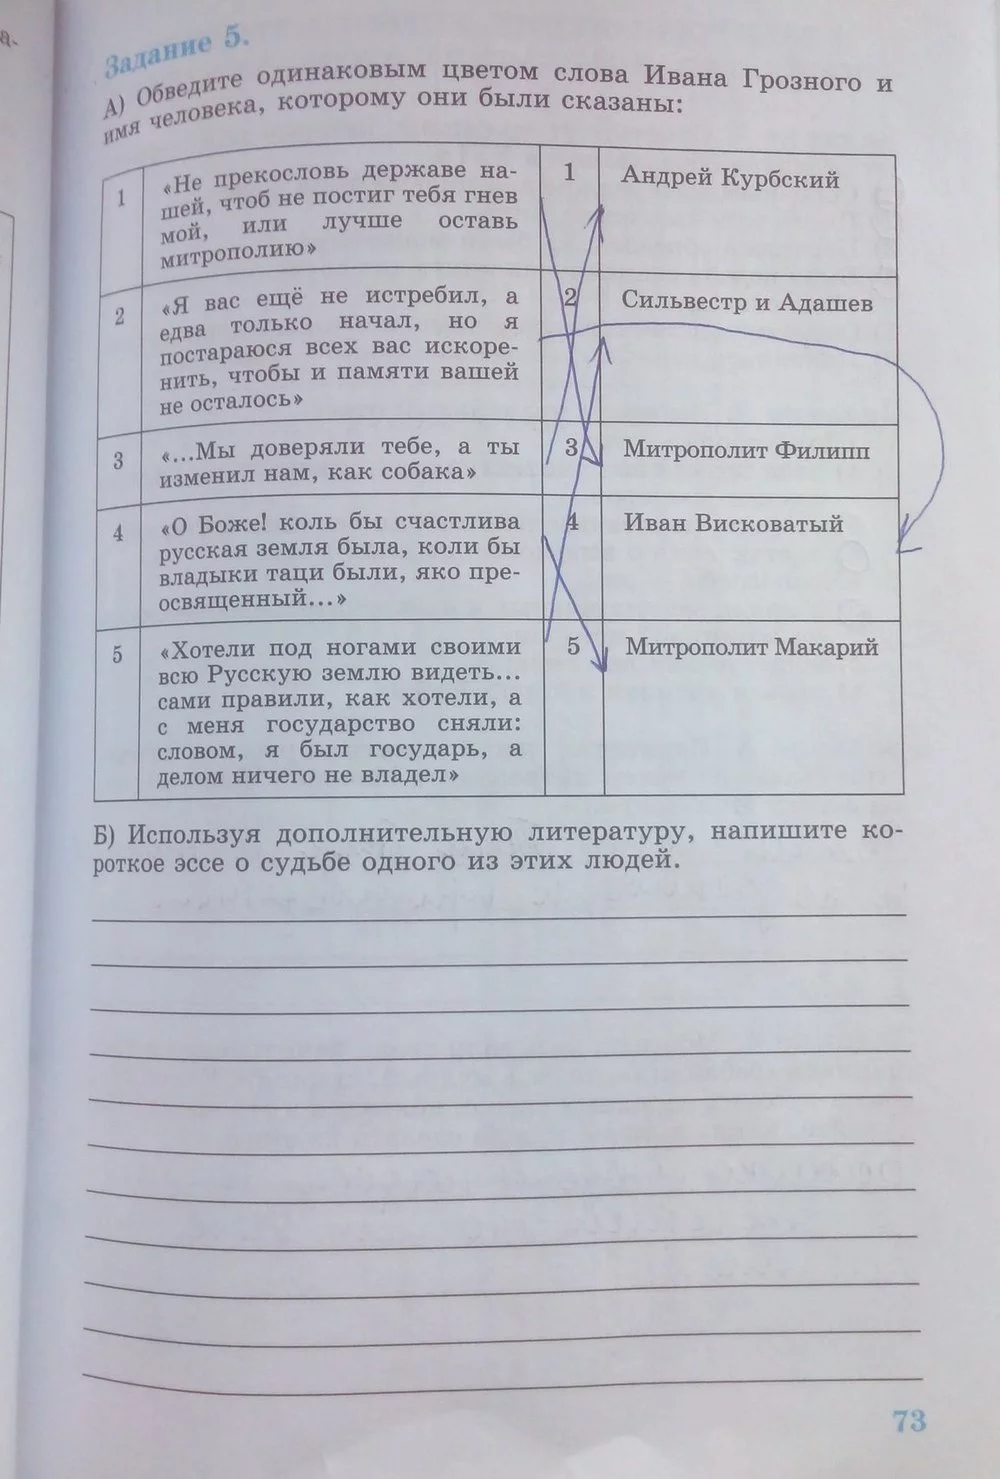 а-
Задание 5.
А) Обведите одинаковым цветом слова Ивана Грозного и
имя человека, которому они были сказаны:
1
«Не прекословь державе на-
шей, чтоб не постиг тебя гнев
мой, или лучше оставь
митрополию»
1
Андрей Курбский
2
«Я вас ещё не истребил, а
едва только начал, но я
постараюся всех вас искоре-
нить, чтобы и памяти вашей
не осталось»
2
Сильвестр и Адашев
3
«...Мы доверяли тебе, а ты
изменил нам, как собака»
3
Митрополит Филипп
4
«О Боже! коль бы счастлива
русская земля была, коли бы
владыки таци были, яко пре-
освященный...»
4
Иван Висковатый
5
«Хотели под ногами своими
всю Русскую землю видеть...
сами правили, как хотели, а
с меня государство сняли:
словом, я был государь, а
делом ничего не владел»
5
Митрополит Макарий
Б) Используя дополнительную литературу, напишите ко-
роткое эссе о судьбе одного из этих людей.
73